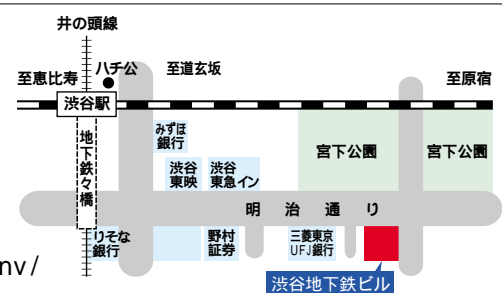 井の頭線
至恵比寿
ハチ公
至道玄坂
至原宿
渋谷駅
地下鉄々橋
みずほ
銀行
渋谷
東映
渋谷
東急イン
宮下公園
宮下公園
明治通り
りそな
銀行
野村
証券
三菱東京
UFJ銀行
nv/
渋谷地下鉄ビル